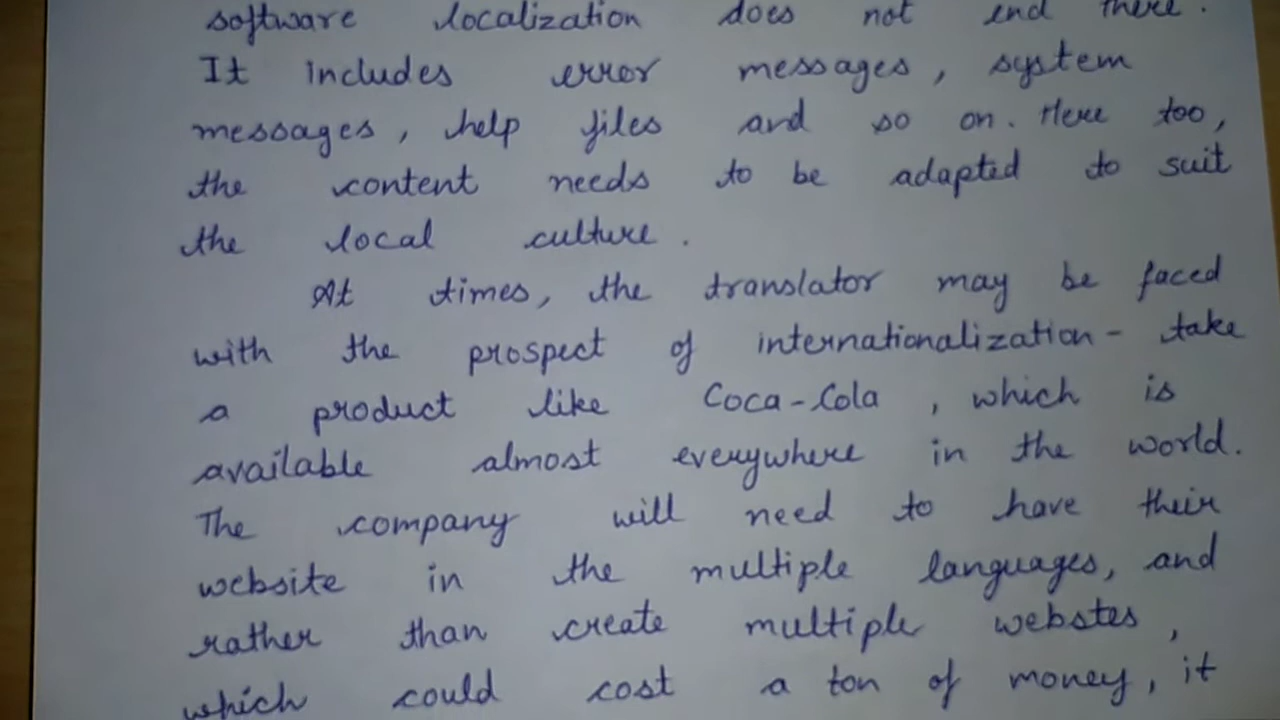 software localization does not end there.
It includes error messages, system
messages, help files and so on. Here too,
the content needs to be adapted to suit
the local culture.
At times, the translator may be faced
with the prospect of internationalization - take
a product like Coca-Cola, which is
available almost everywhere in the world.
The company will need to have their
website in the multiple languages, and
rather than create multiple webstes,
which could cost a ton of money, it